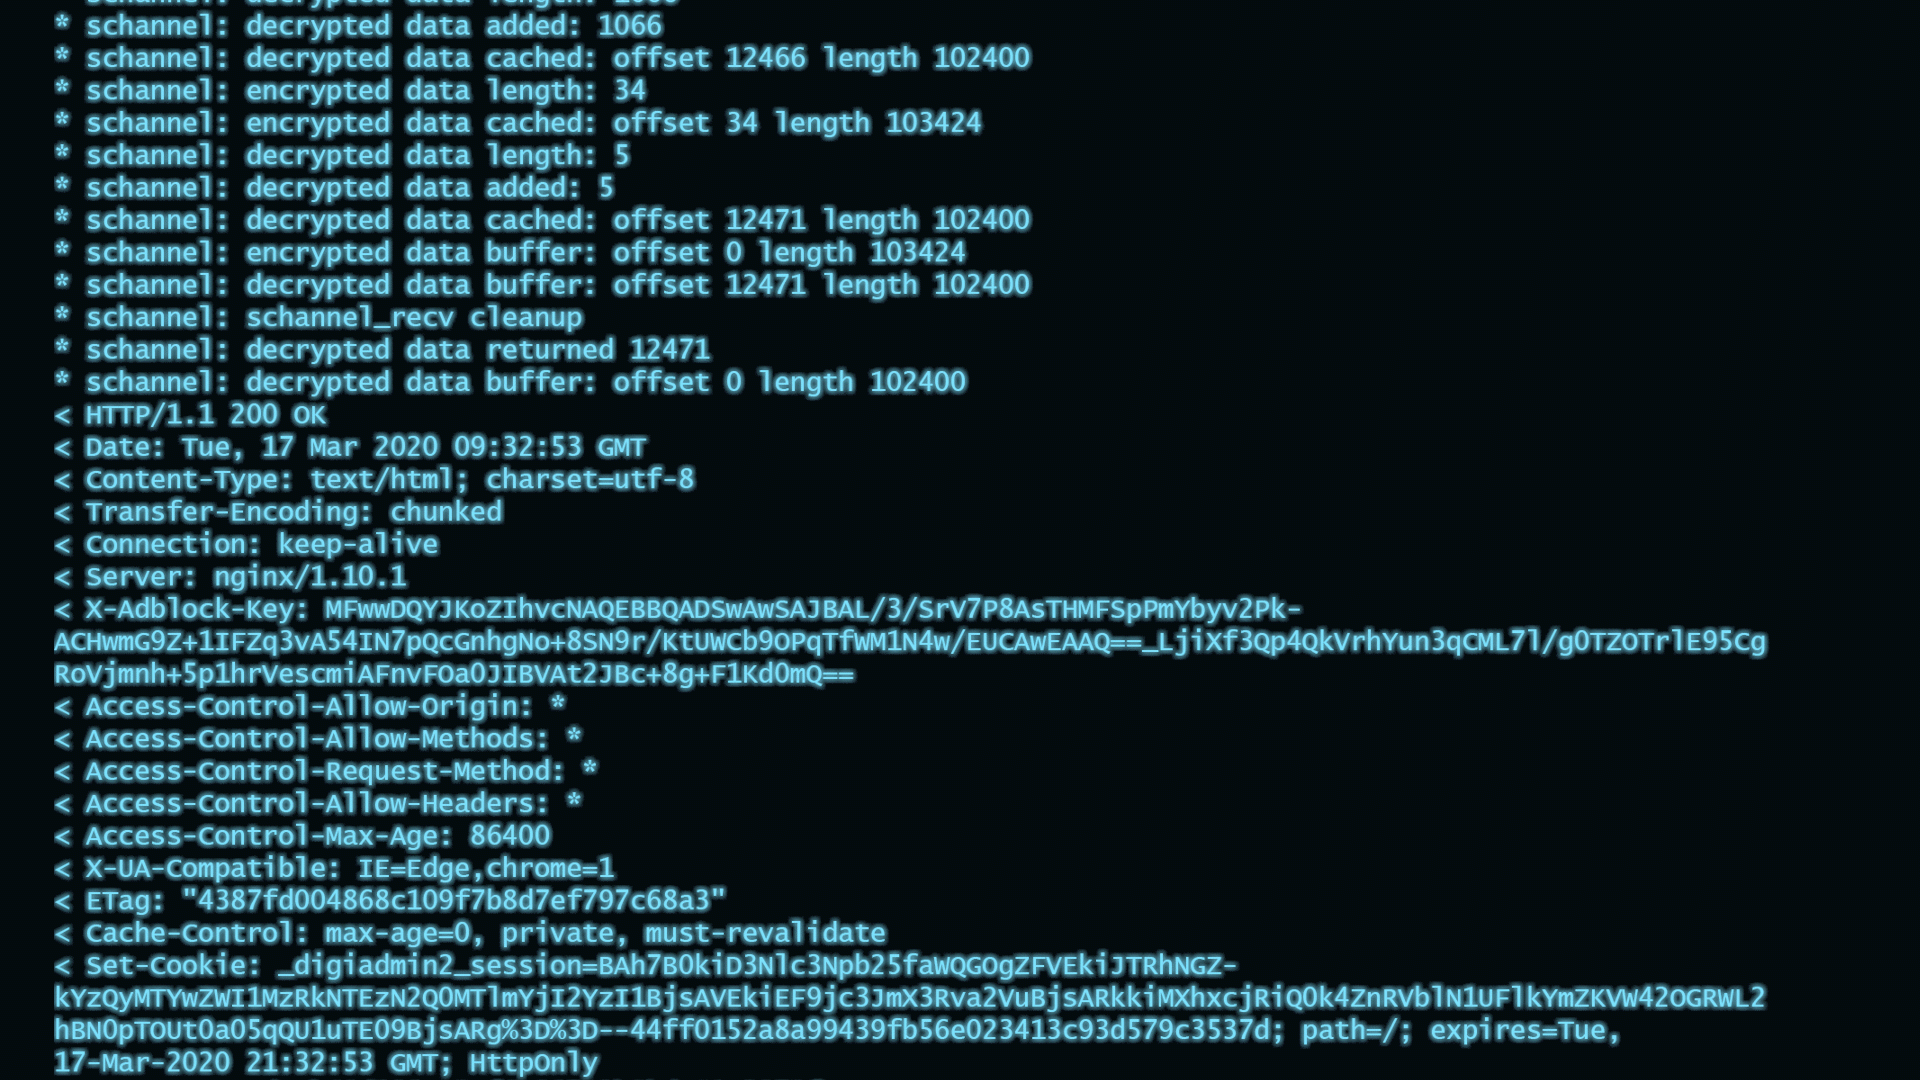 * schannel: decrypted data length: 1066
* schannel: decrypted data added: 1066
* schannel: decrypted data cached: offset 12466 length 102400
* schannel: encrypted data length: 34
* schannel: encrypted data cached: offset 34 length 103424
* schannel: decrypted data length: 5
* schannel: decrypted data added: 5
* schannel: decrypted data cached: offset 12471 length 102400
* schannel: encrypted data buffer: offset 0 length 103424
* schannel: decrypted data buffer: offset 12471 length 102400
* schannel: schannel_recv cleanup
* schannel: decrypted data returned 12471
* schannel: decrypted data buffer: offset 0 length 102400
< HTTP/1.1 200 OK
< Date: Tue, 17 Mar 2020 09:32:53 GMT
< Content-Type: text/html; charset=utf-8
< Transfer-Encoding: chunked
< Connection: keep-alive
< Server: nginx/1.10.1
< X-Adblock-Key: MFwwDQYJKoZIhvcNAQEBBQADSwAwSAJBAL/3/SrV7P8AsTHMFSpPmYbyv2Pk-
ACHwmG9Z+1IFZq3vA54IN7pQcGnhgNo+8SN9r/KtUWCb9OPqTfWM1N4w/EUCAwEAAQ==_LjiXf3Qp4QkVrhYun3qCML7l/g0TZOTrlE95Cg
RoVjmnh+5p1hrVescmiAFnvFOa0JIBVAt2JBc+8g+F1Kd0mQ==
< Access-Control-Allow-Origin: *
< Access-Control-Allow-Methods: *
< Access-Control-Request-Method: *
< Access-Control-Allow-Headers: *
< Access-Control-Max-Age: 86400
< X-UA-Compatible: IE=Edge,chrome=1
< ETag: "4387fd004868c109f7b8d7ef797c68a3"
< Cache-Control: max-age=0, private, must-revalidate
< Set-Cookie: _digiadmin2_session=BAh7B0kiD3Nlc3Npb25faWQGOgZFVEkiJTRhNGZ-
kYzQyMTYwZWI1MzRkNTEzN2Q0MTlmYjI2YzI1BjsAVEkiEF9jc3JmX3Rva2VuBjsARkkiMXhxcjRiQ0k4ZnRVblN1UFlkYmZKVW42OGRWL2
hBN0pTOUt0a05qQU1uTE09BjsARg%3D%3D--44ff0152a8a99439fb56e023413c93d579c3537d; path=/; expires=Tue,
17-Mar-2020 21:32:53 GMT; HttpOnly